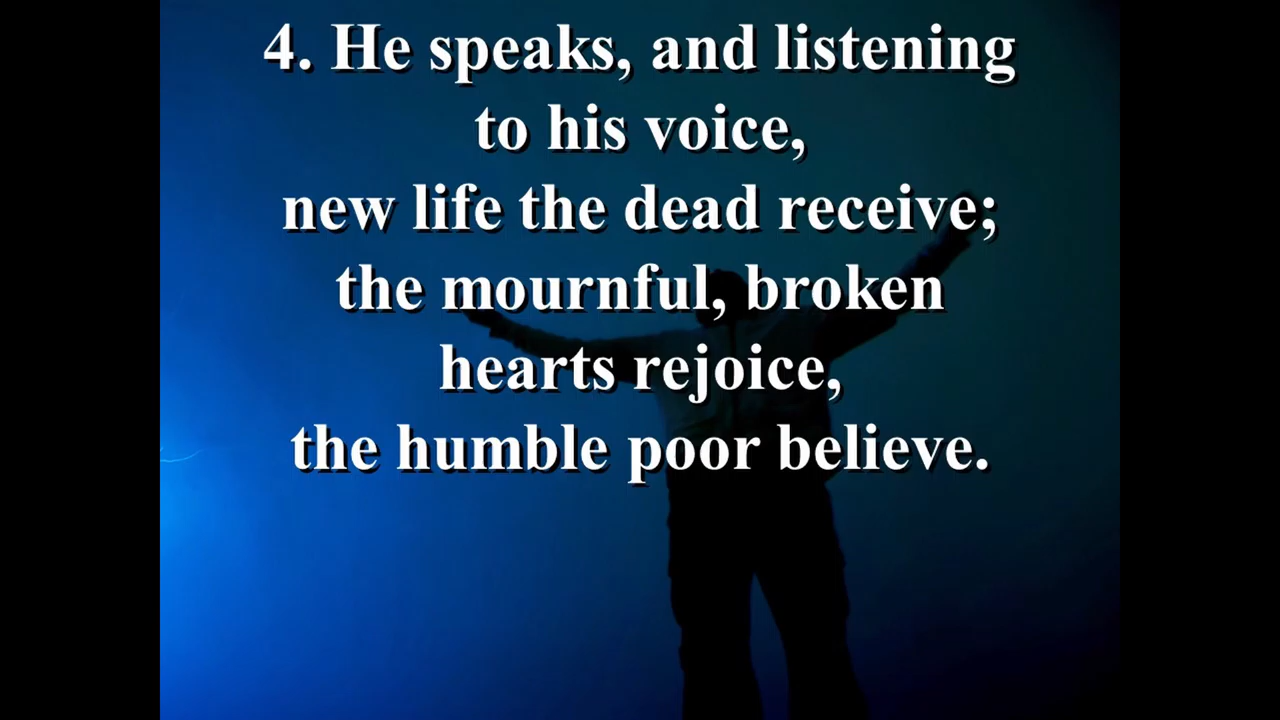 4. He speaks, and listening
to his voice,
new life the dead receive;
the mournful, broken
hearts rejoice,
the humble poor believe.